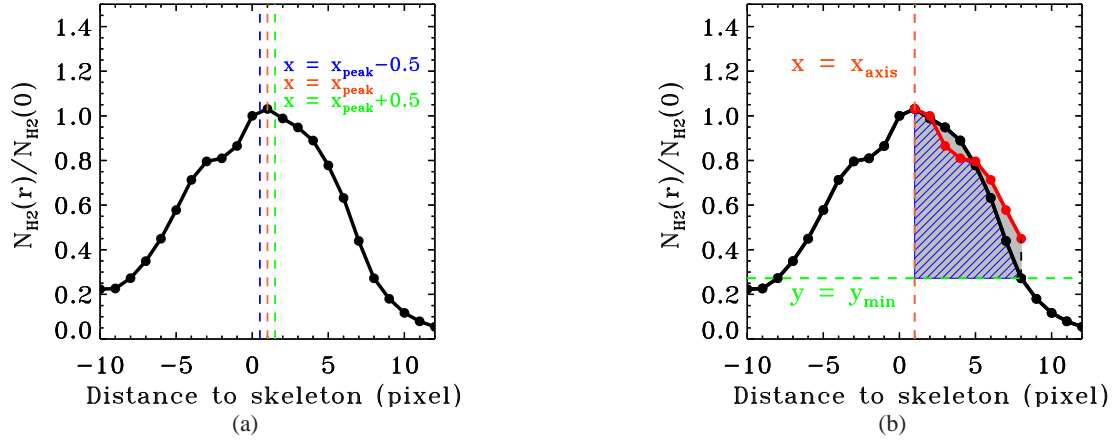 1.4
1.2
1.0
0.8
0.6
0.4
0.2
0.0
N_H2(r)/N_H2(0)
x = x_peak−0.5
x = x_peak
x = x_peak+0.5
−10 −5 0 5 10
Distance to skeleton (pixel)
(a)
1.4
1.2
1.0
0.8
0.6
0.4
0.2
0.0
N_H2(r)/N_H2(0)
x = x_axis
y = y_min
−10 −5 0 5 10
Distance to skeleton (pixel)
(b)